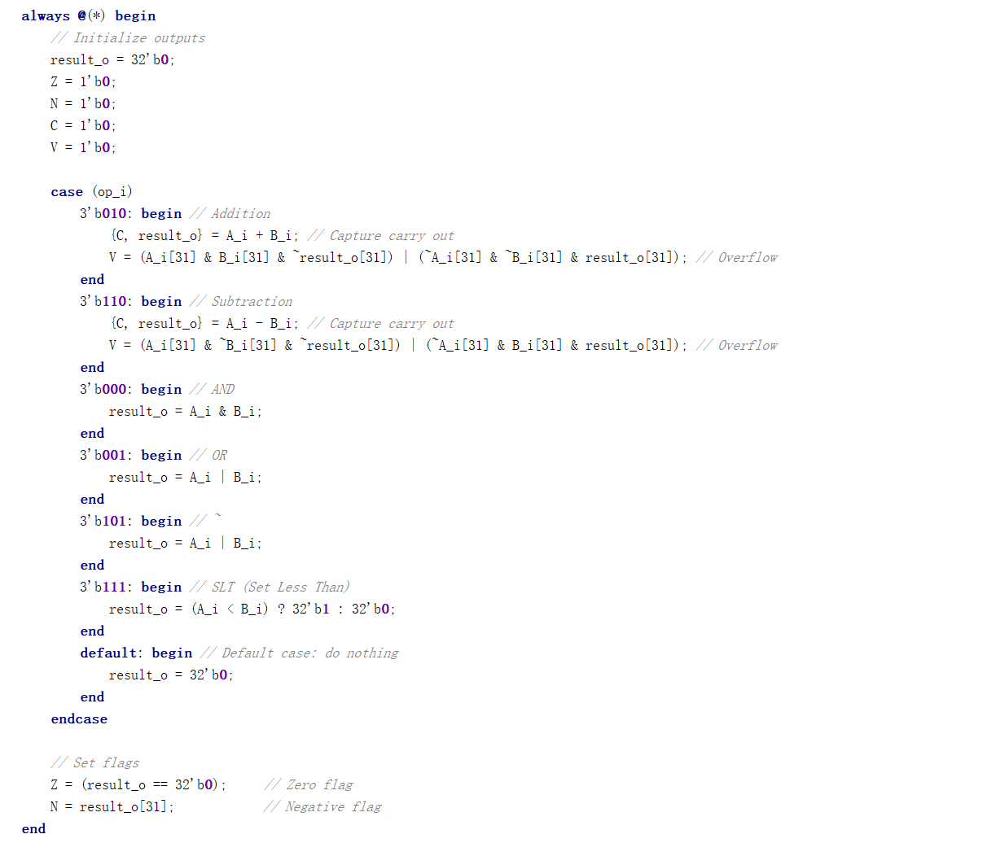 always @(*) begin
    // Initialize outputs
    result_o = 32'b0;
    Z = 1'b0;
    N = 1'b0;
    C = 1'b0;
    V = 1'b0;

    case (op_i)
        3'b010: begin // Addition
            {C, result_o} = A_i + B_i; // Capture carry out
            V = (A_i[31] & B_i[31] & ~result_o[31]) | (~A_i[31] & ~B_i[31] & result_o[31]); // Overflow
        end
        3'b110: begin // Subtraction
            {C, result_o} = A_i - B_i; // Capture carry out
            V = (A_i[31] & ~B_i[31] & ~result_o[31]) | (~A_i[31] & B_i[31] & result_o[31]); // Overflow
        end
        3'b000: begin // AND
            result_o = A_i & B_i;
        end
        3'b001: begin // OR
            result_o = A_i | B_i;
        end
        3'b101: begin // ~
            result_o = A_i | B_i;
        end
        3'b111: begin // SLT (Set Less Than)
            result_o = (A_i < B_i) ? 32'b1 : 32'b0;
        end
        default: begin // Default case: do nothing
            result_o = 32'b0;
        end
    endcase

    // Set flags
    Z = (result_o == 32'b0);     // Zero flag
    N = result_o[31];            // Negative flag
end